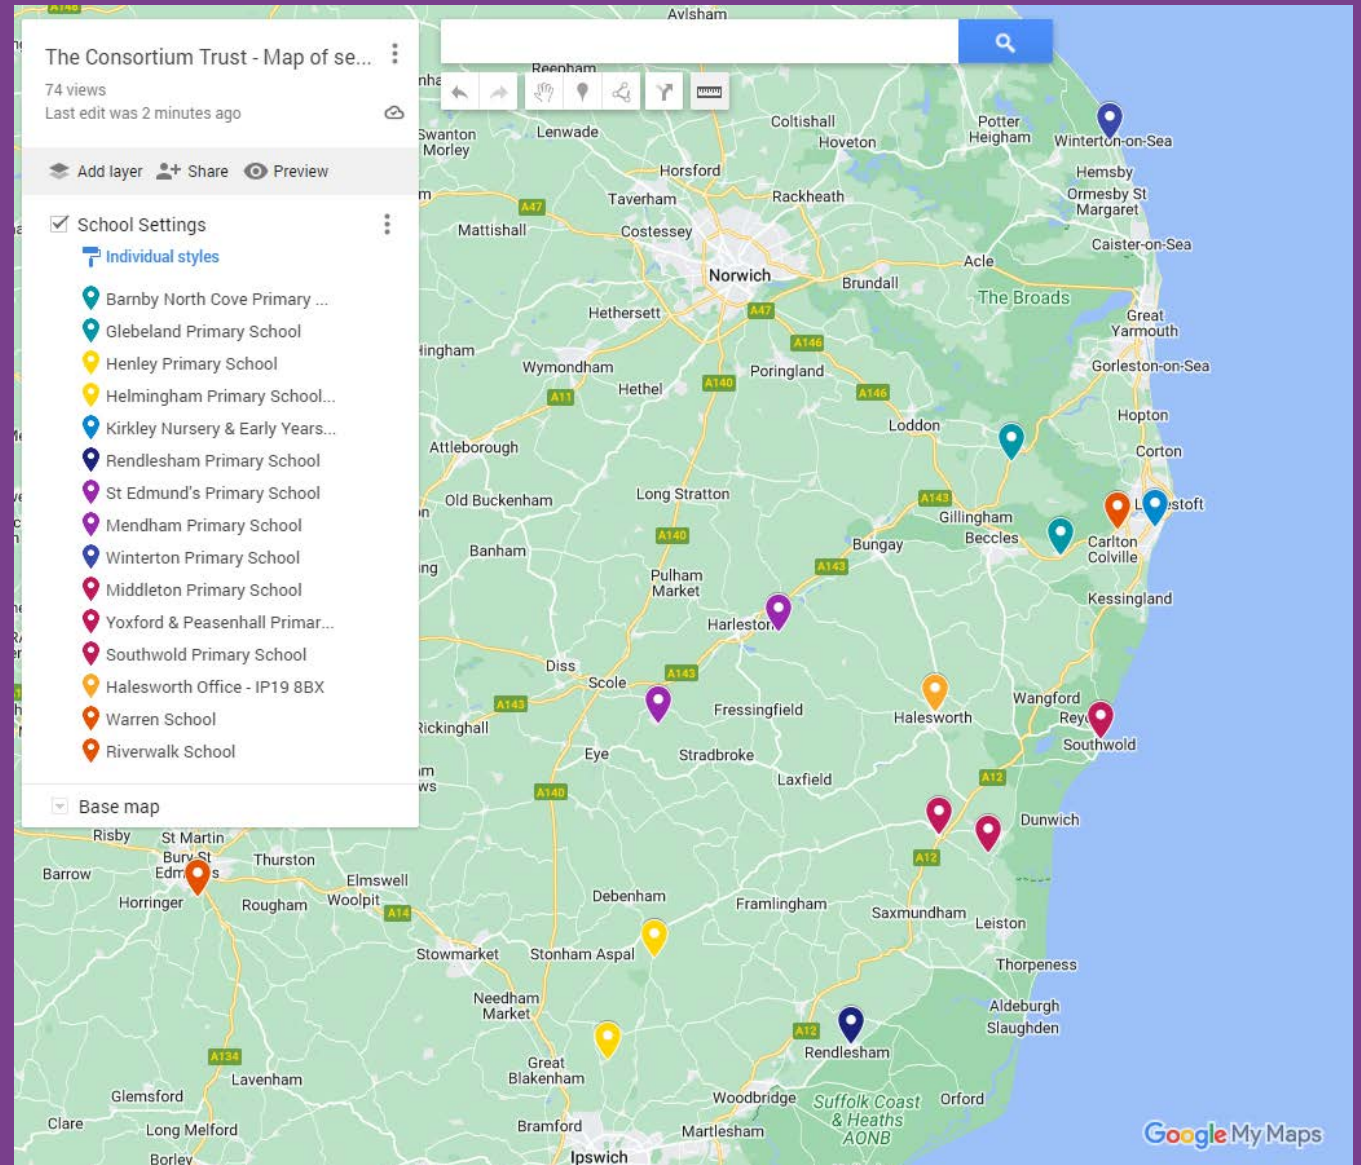 The Consortium Trust - Map of se...
74 views
Last edit was 2 minutes ago
Add layer Share Preview
School Settings
Individual styles
Barnby North Cove Primary ...
Glebeland Primary School
Henley Primary School
Helmingham Primary School...
Kirkley Nursery & Early Years...
Rendlesham Primary School
St Edmund's Primary School
Mendham Primary School
Winterton Primary School
Middleton Primary School
Yoxford & Peasenhall Primar...
Southwold Primary School
Halesworth Office - IP19 8BX
Warren School
Riverwalk School
Base map
A148
Aylsham
Reepham
Swanton
Morley
Lenwade
Coltishall
Hoveton
Potter
Heigham
Winterton-on-Sea
Horsford
Hemsby
Taverham
Rackheath
Ormesby St
Margaret
A47
Mattishall
Costessey
Caister-on-Sea
Norwich
Acle
Brundall
The Broads
Hethersett
A47
Great
Yarmouth
A146
Wymondham
Poringland
Gorleston-on-Sea
Hethel
A140
A11
A146
Hopton
Loddon
Attleborough
Corton
Old Buckenham
Long Stratton
A143
Gillingham
Beccles
A140
Banham
Bungay
Carlton
Colville
A143
Pulham
Market
Kessingland
Harleston
Diss
Scole
A143
A143
Fressingfield
Halesworth
Wangford
Southwold
Rickinghall
Eye
Stradbroke
Laxfield
A12
A140
Dunwich
Risby
St Martin
Bury St
Thurston
A12
Barrow
Elmswell
Horringer
Rougham
Woolpit
A14
Debenham
Framlingham
Saxmundham
Leiston
Stowmarket
Stonham Aspal
Thorpeness
Needham
Market
Aldeburgh
Slaughden
A12
Rendlesham
A134
Great
Blakenham
Lavenham
Glemsford
Woodbridge
Suffolk Coast
& Heaths
AONB
Orford
Clare
Long Melford
Bramford
Martlesham
Borley
Ipswich
Google My Maps